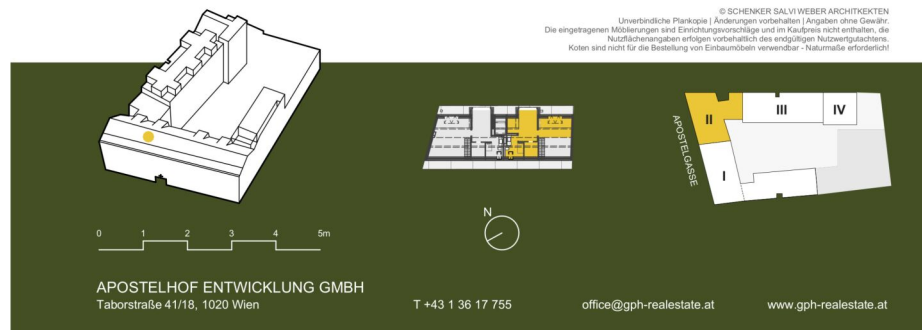 © SCHENKER SALVI WEBER ARCHITKEKTEN
Unverbindliche Plankopie | Änderungen vorbehalten | Angaben ohne Gewähr.
Die eingetragenen Möblierungen sind Einrichtungsvorschläge und im Kaufpreis nicht enthalten, die
Nutzflächenangaben erfolgen vorbehaltlich des endgültigen Nutzwertgutachtens.
Koten sind nicht für die Bestellung von Einbaumöbeln verwendbar - Naturmaße erforderlich!
II
III
IV
APOSTELGASSE
I
N
0 1 2 3 4 5m
APOSTELHOF ENTWICKLUNG GMBH
Taborstraße 41/18, 1020 Wien
T +43 1 36 17 755
office@gph-realestate.at
www.gph-realestate.at